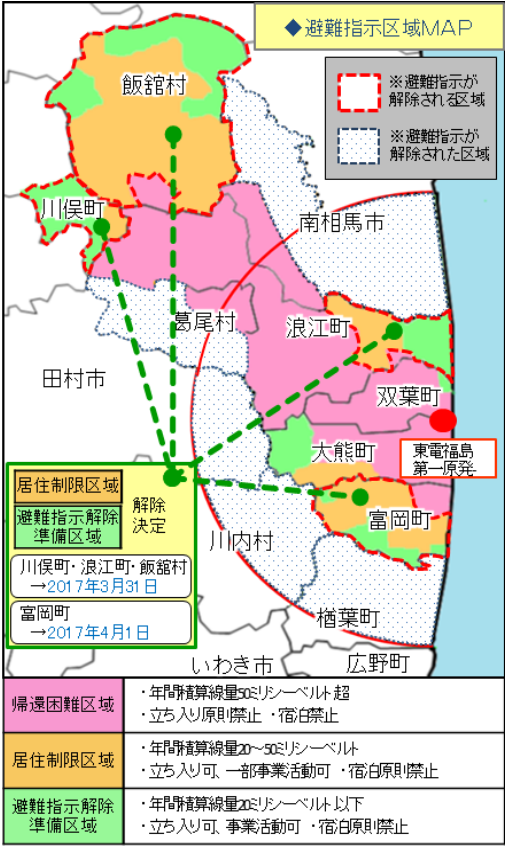 ◆避難指示区域MAP
※避難指示が
解除される区域
※避難指示が
解除された区域
飯舘村
川俣町
南相馬市
葛尾村
浪江町
田村市
双葉町
大熊町
東電福島
第一原発
居住制限区域
避難指示解除
準備区域
解除
決定
川俣町・浪江町・飯舘村
→2017年3月31日
富岡町
→2017年4月1日
富岡町
川内村
楢葉町
いわき市
広野町
帰還困難区域
・年間積算線量50ミリシーベルト超
・立ち入り原則禁止 ・宿泊禁止
居住制限区域
・年間積算線量20～50ミリシーベルト
・立ち入り可、一部事業活動可 ・宿泊原則禁止
避難指示解除
準備区域
・年間積算線量20ミリシーベルト以下
・立ち入り可、事業活動可 ・宿泊原則禁止